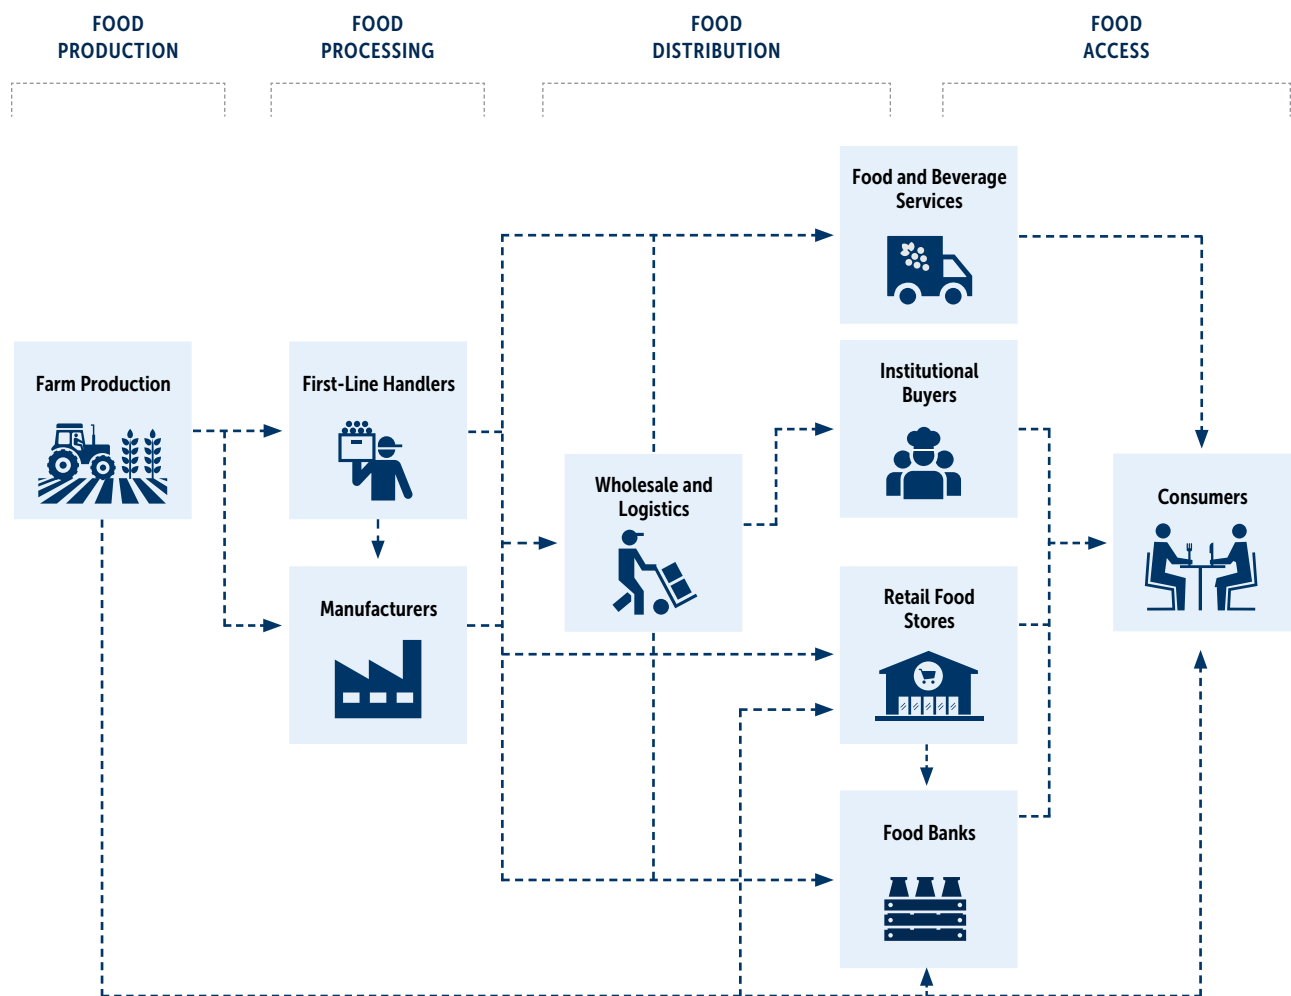 FOOD
PRODUCTION
FOOD
PROCESSING
FOOD
DISTRIBUTION
FOOD
ACCESS
Food and Beverage
Services
Farm Production
First-Line Handlers
Institutional
Buyers
Wholesale and
Logistics
Consumers
Manufacturers
Retail Food
Stores
Food Banks